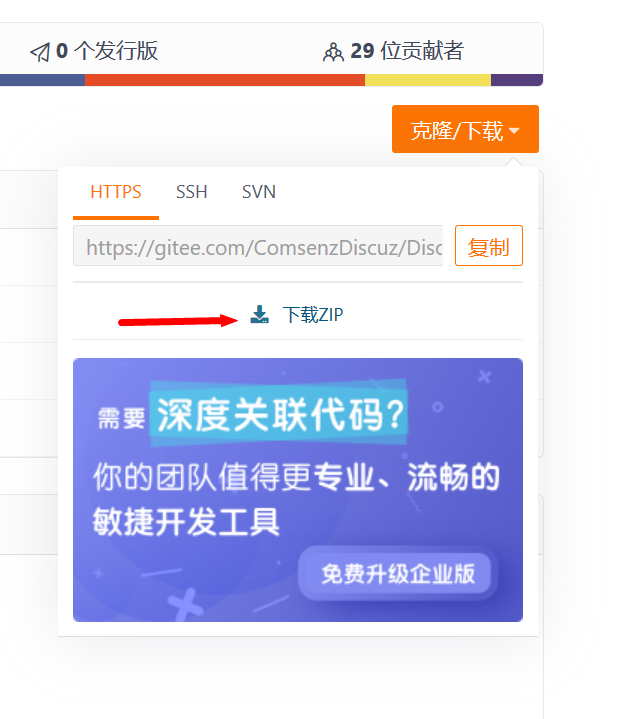 0 个发行版
29 位贡献者
克隆/下载
HTTPS SSH SVN
https://gitee.com/ComsenzDiscuz/Disc
复制
下载ZIP
需要 深度关联代码？
你的团队值得更专业、流畅的
敏捷开发工具
免费升级企业版